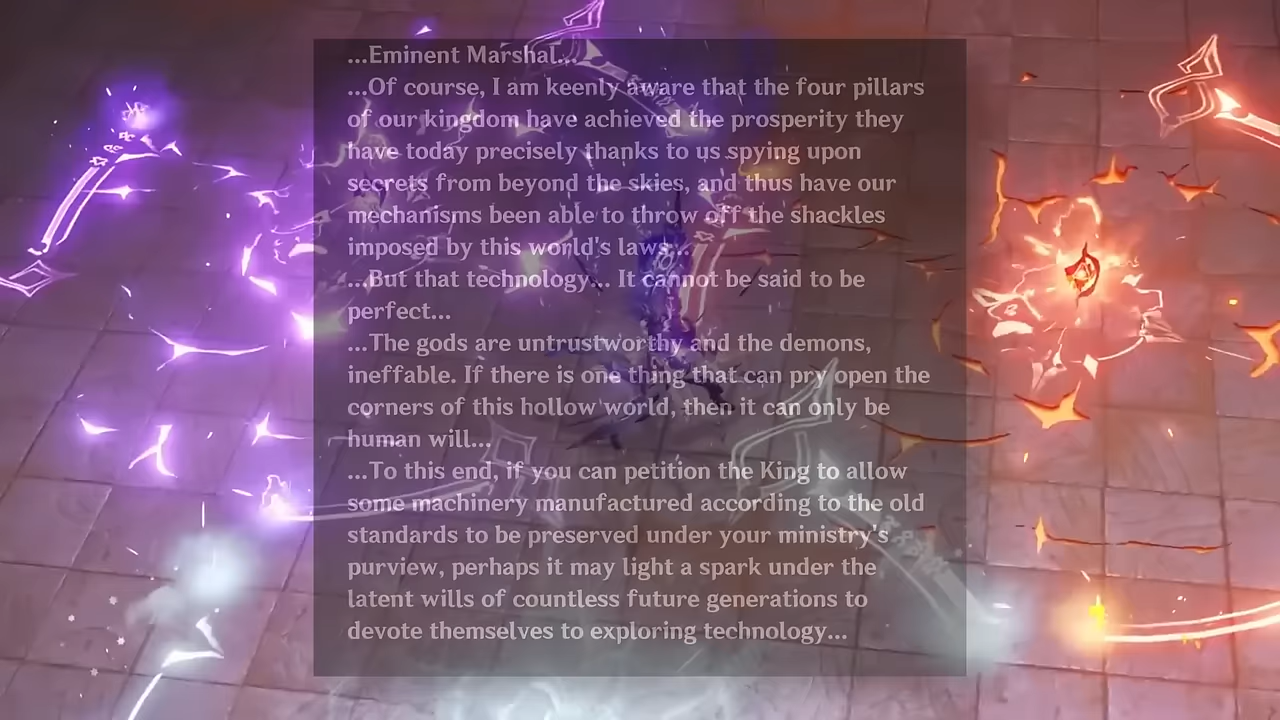 ...Eminent Marshal...
...Of course, I am keenly aware that the four pillars
of our kingdom have achieved the prosperity they
have today precisely thanks to us spying upon
secrets from beyond the skies, and thus have our
mechanisms been able to throw off the shackles
imposed by this world's laws...
...But that technology... It cannot be said to be
perfect...
...The gods are untrustworthy and the demons,
ineffable. If there is one thing that can pry open the
corners of this hollow world, then it can only be
human will...
...To this end, if you can petition the King to allow
some machinery manufactured according to the old
standards to be preserved under your ministry's
purview, perhaps it may light a spark under the
latent wills of countless future generations to
devote themselves to exploring technology...